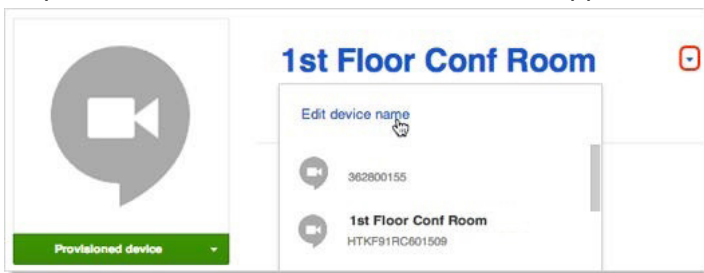 1st Floor Conf Room
Edit device name
362800155
1st Floor Conf Room
HTKF91RC601509
Provisioned device